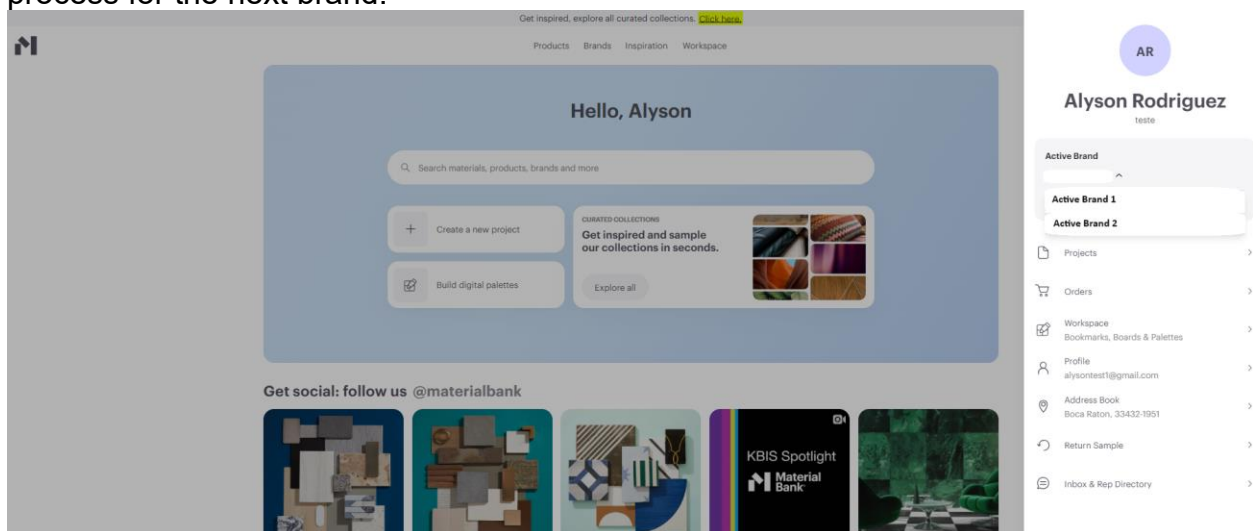 process for the next brand.
Get inspired, explore all curated collections. Click here.
Products Brands Inspiration Workspace
Hello, Alyson
Search materials, products, brands and more
Create a new project
Build digital palettes
CURATED COLLECTIONS
Get inspired and sample
our collections in seconds.
Explore all
Get social: follow us @materialbank
KBIS Spotlight
Material
Bank
AR
Alyson Rodriguez
teste
Active Brand
Active Brand 1
Active Brand 2
Projects
Orders
Workspace
Bookmarks, Boards & Palettes
Profile
alysontest1@gmail.com
Address Book
Boca Raton, 33432-1951
Return Sample
Inbox & Rep Directory